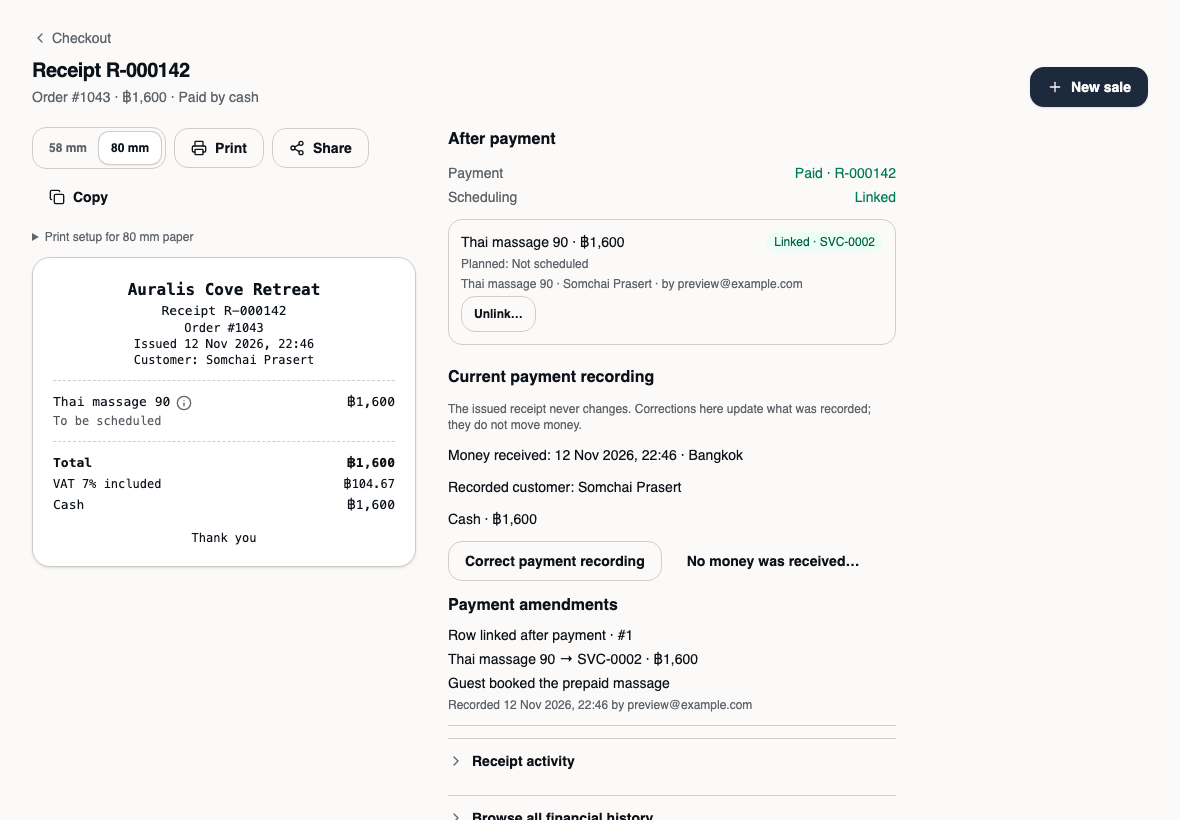 Checkout
Receipt R-000142
Order #1043 · ฿1,600 · Paid by cash
New sale
58 mm 80 mm Print Share
Copy
Print setup for 80 mm paper
Auralis Cove Retreat
Receipt R-000142
Order #1043
Issued 12 Nov 2026, 22:46
Customer: Somchai Prasert
Thai massage 90 ฿1,600
To be scheduled
Total ฿1,600
VAT 7% included ฿104.67
Cash ฿1,600
Thank you
After payment
Payment Paid · R-000142
Scheduling Linked
Thai massage 90 · ฿1,600 Linked · SVC-0002
Planned: Not scheduled
Thai massage 90 · Somchai Prasert · by preview@example.com
Unlink...
Current payment recording
The issued receipt never changes. Corrections here update what was recorded;
they do not move money.
Money received: 12 Nov 2026, 22:46 · Bangkok
Recorded customer: Somchai Prasert
Cash · ฿1,600
Correct payment recording No money was received...
Payment amendments
Row linked after payment · #1
Thai massage 90 → SVC-0002 · ฿1,600
Guest booked the prepaid massage
Recorded 12 Nov 2026, 22:46 by preview@example.com
Receipt activity
Browse all financial history